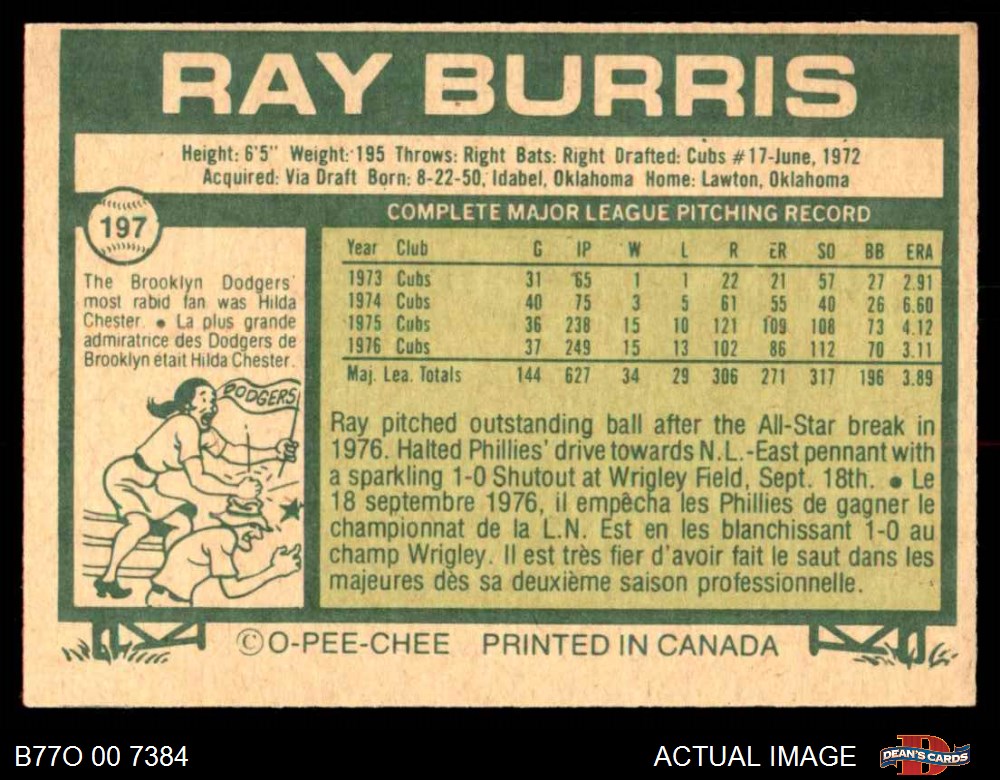 RAY BURRIS
Height: 6'5" Weight: 195 Throws: Right Bats: Right Drafted: Cubs #17-June, 1972
Acquired: Via Draft Born: 8-22-50, Idabel, Oklahoma Home: Lawton, Oklahoma
197
COMPLETE MAJOR LEAGUE PITCHING RECORD
The Brooklyn Dodgers'
most rabid fan was Hilda
Chester. ● La plus grande
admiratrice des Dodgers de
Brooklyn était Hilda Chester.
DODGERS
Year Club G IP W L R ER SO BB ERA
1973 Cubs 31 65 1 1 22 21 57 27 2.91
1974 Cubs 40 75 3 5 61 55 40 26 6.60
1975 Cubs 36 238 15 10 121 109 108 73 4.12
1976 Cubs 37 249 15 13 102 86 112 70 3.11
Maj. Lea. Totals 144 627 34 29 306 271 317 196 3.89
Ray pitched outstanding ball after the All-Star break in
1976. Halted Phillies' drive towards N.L.-East pennant with
a sparkling 1-0 Shutout at Wrigley Field, Sept. 18th. ● Le
18 septembre 1976, il empêcha les Phillies de gagner le
championnat de la L.N. Est en les blanchissant 1-0 au
champ Wrigley. Il est très fier d'avoir fait le saut dans les
majeures dès sa deuxième saison professionnelle.
©O-PEE-CHEE PRINTED IN CANADA
B77O 00 7384
ACTUAL IMAGE
D
DEAN'S CARDS